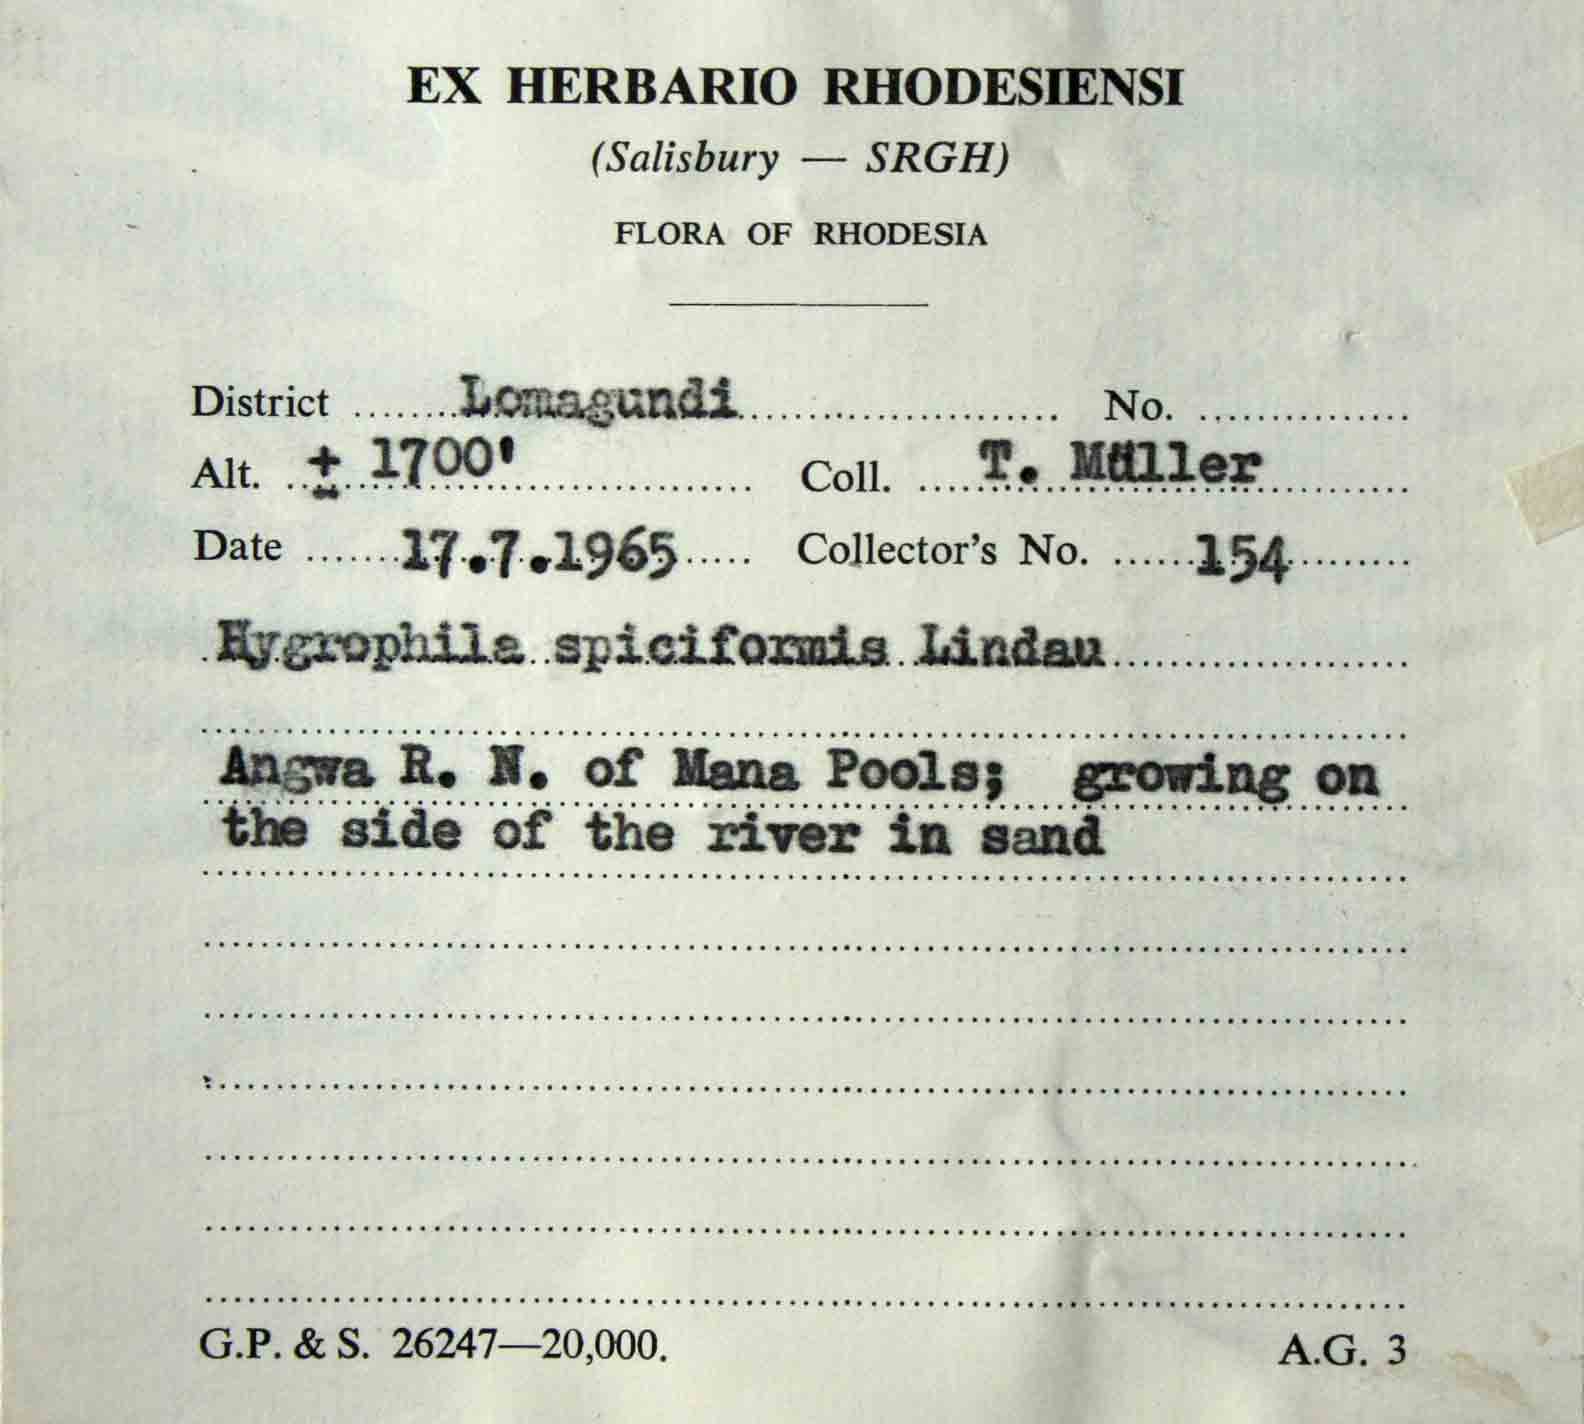 EX HERBARIO RHODESIENSI
(Salisbury — SRGH)
FLORA OF RHODESIA
District ........Lomagundi........................ No. ...............
Alt. ..± 1700'.................... Coll. .....T. Müller..........
Date .......17.7.1965..... Collector's No. ......154.........
Hygrophila spiciformis Lindau
Angwa R. N. of Mana Pools; growing on
the side of the river in sand
G.P. & S. 26247—20,000. A.G. 3